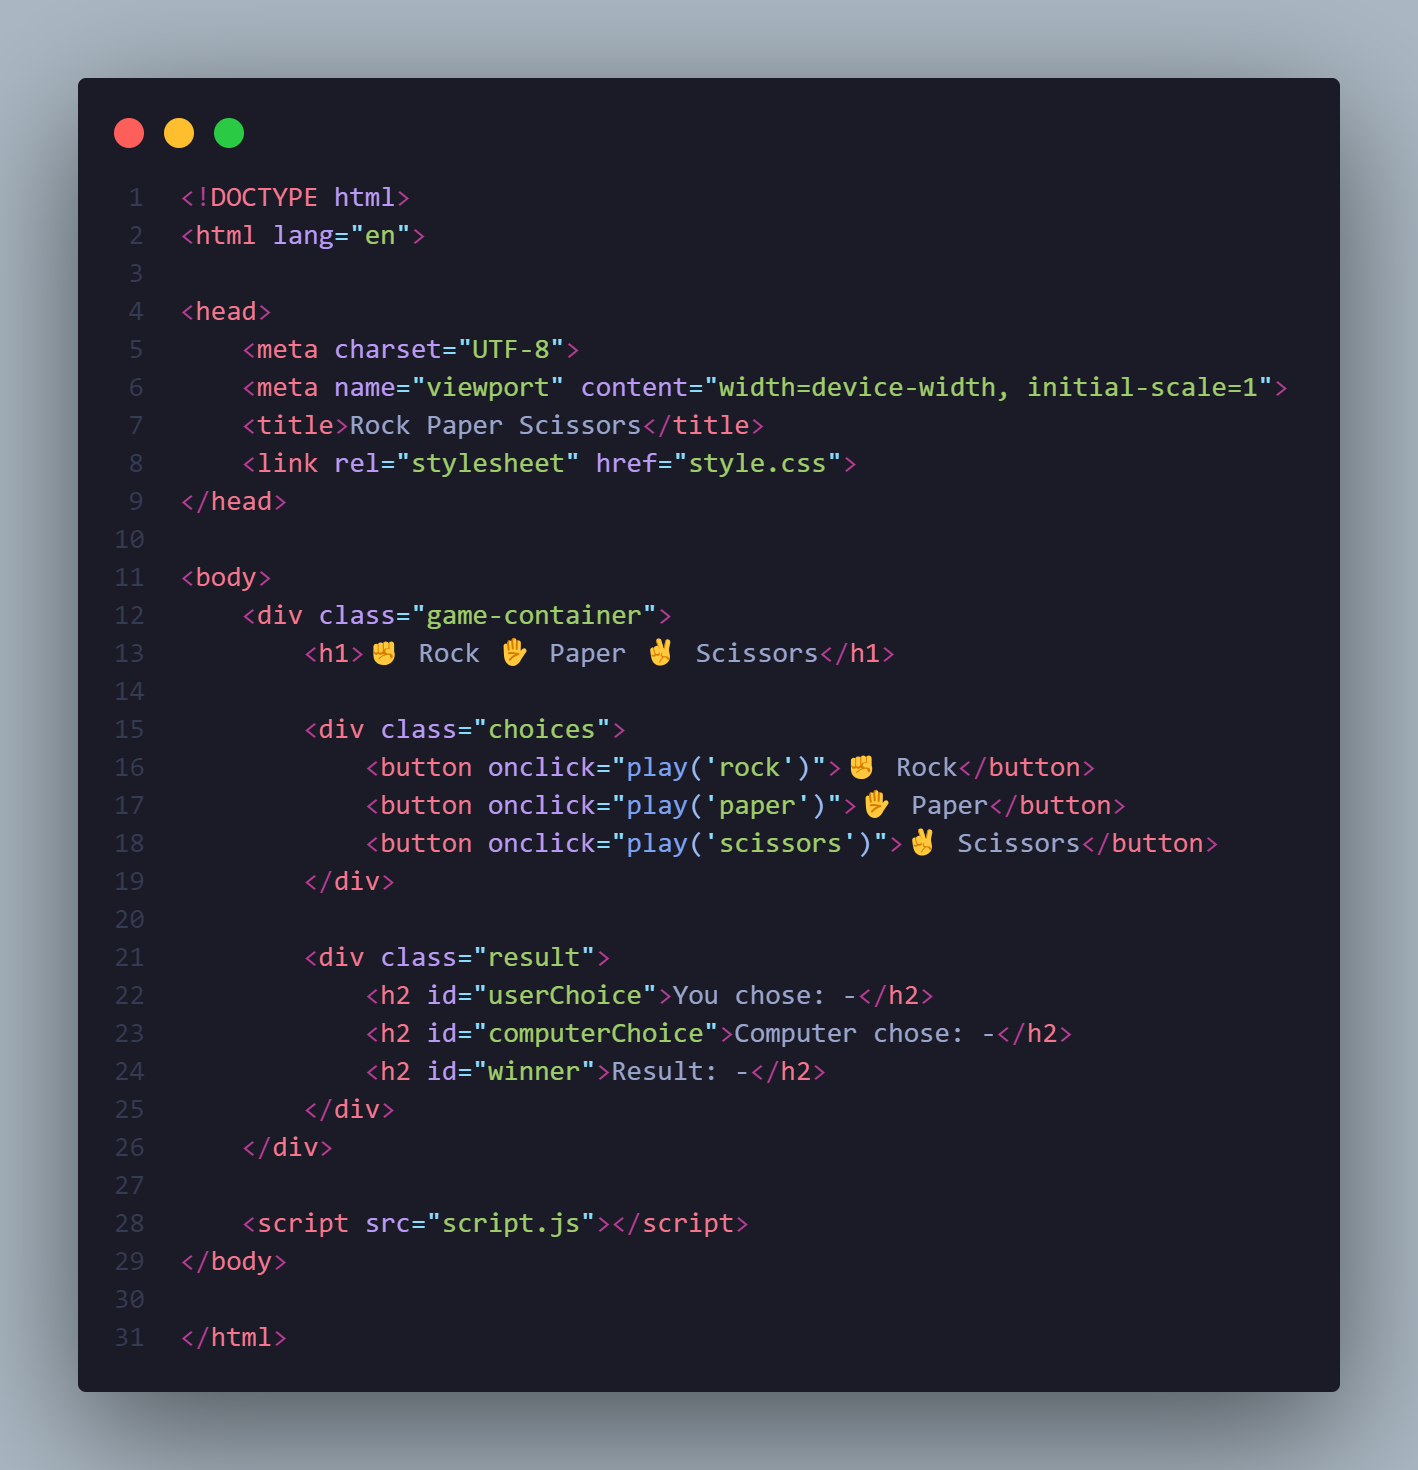 1 <!DOCTYPE html>
2 <html lang="en">
3
4 <head>
5     <meta charset="UTF-8">
6     <meta name="viewport" content="width=device-width, initial-scale=1">
7     <title>Rock Paper Scissors</title>
8     <link rel="stylesheet" href="style.css">
9 </head>
10
11 <body>
12     <div class="game-container">
13         <h1>✊ Rock ✋ Paper ✌ Scissors</h1>
14
15         <div class="choices">
16             <button onclick="play('rock')">✊ Rock</button>
17             <button onclick="play('paper')">✋ Paper</button>
18             <button onclick="play('scissors')">✌ Scissors</button>
19         </div>
20
21         <div class="result">
22             <h2 id="userChoice">You chose: -</h2>
23             <h2 id="computerChoice">Computer chose: -</h2>
24             <h2 id="winner">Result: -</h2>
25         </div>
26     </div>
27
28     <script src="script.js"></script>
29 </body>
30
31 </html>